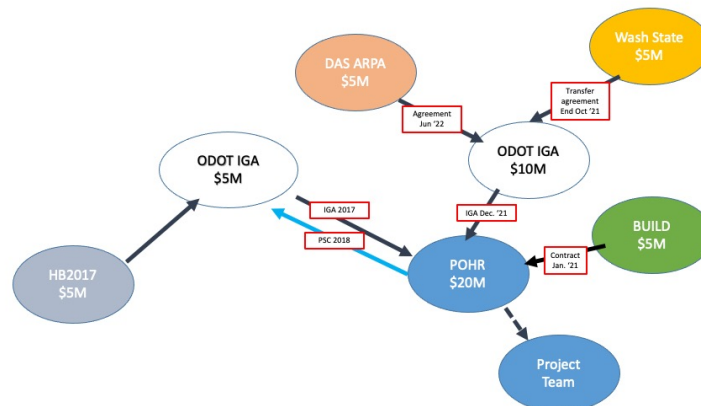 Wash State
$5M
DAS ARPA
$5M
Transfer
agreement
End Oct '21
Agreement
Jun '22
ODOT IGA
$10M
ODOT IGA
$5M
IGA 2017
IGA Dec. '21
PSC 2018
BUILD
$5M
Contract
Jan. '21
HB2017
$5M
POHR
$20M
Project
Team